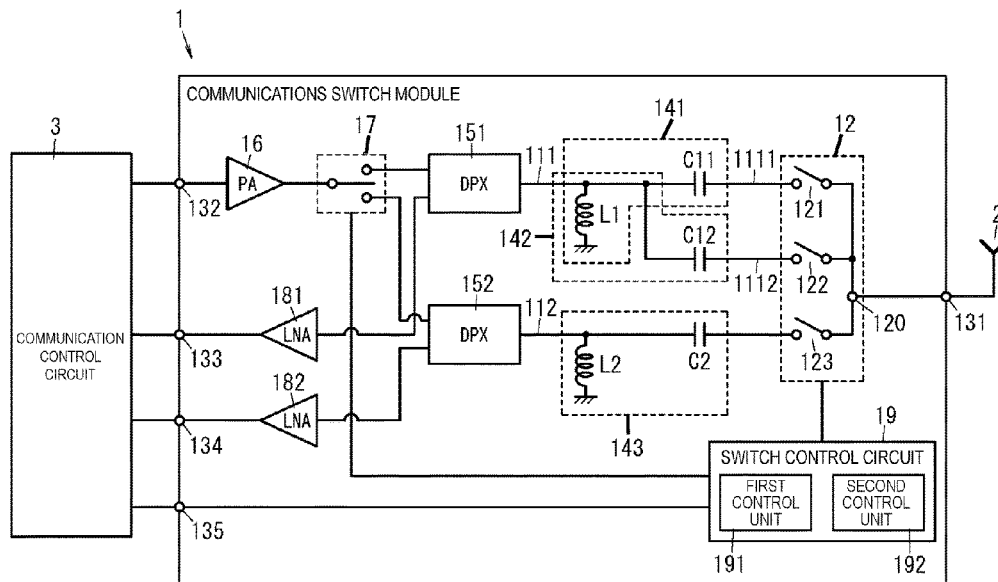 1
COMMUNICATIONS SWITCH MODULE
3
16
PA
132
17
151
DPX
111
141
C11
1111
12
121
L1
142
C12
1112
122
2
COMMUNICATION
CONTROL
CIRCUIT
181
LNA
133
152
DPX
112
L2
C2
123
120
131
182
LNA
134
143
19
SWITCH CONTROL CIRCUIT
FIRST
CONTROL
UNIT
SECOND
CONTROL
UNIT
135
191
192